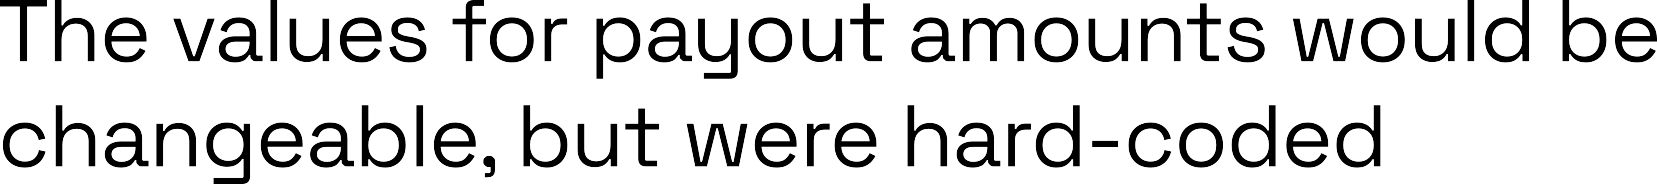 The values for payout amounts would be
changeable, but were hard-coded